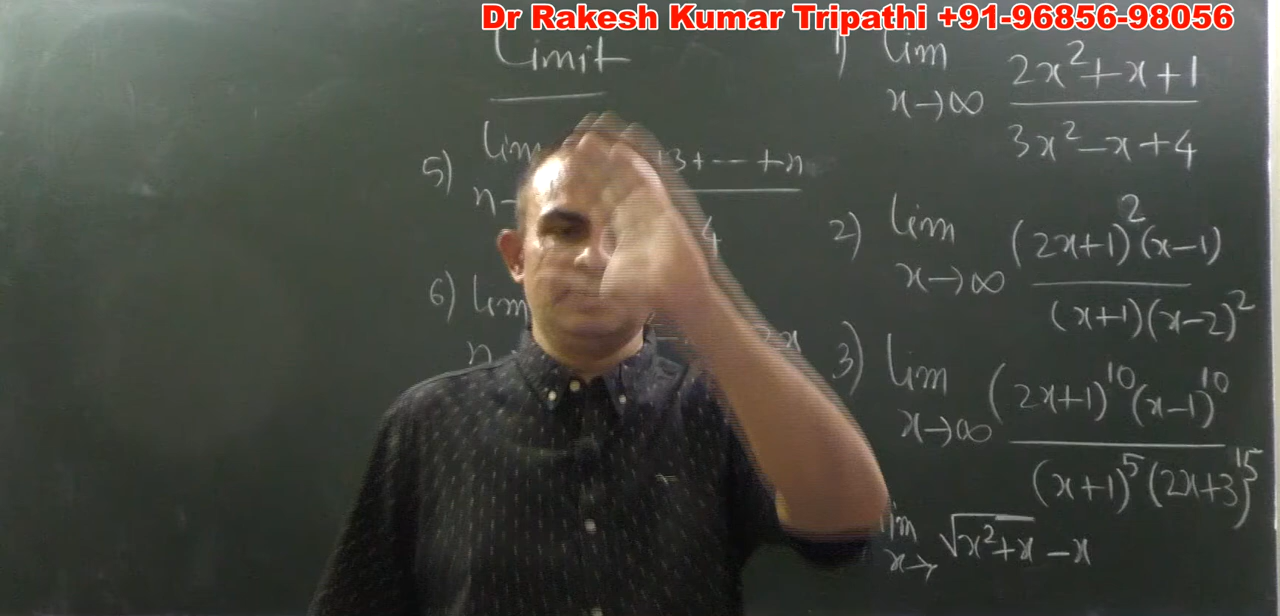 Dr Rakesh Kumar Tripathi +91-96856-98056
Limit
5) lim +3+---+n
n→ 4
6) lim
n
1) lim 2x²+x+1
x→∞ 3x²-x+4
2) lim (2x+1)²(x-1)
x→∞ (x+1)(x-2)²
3) lim (2x+1)¹⁰(x-1)¹⁰
x→∞ (x+1)⁵(2x+3)¹⁵
lim √x²+x -x
x→